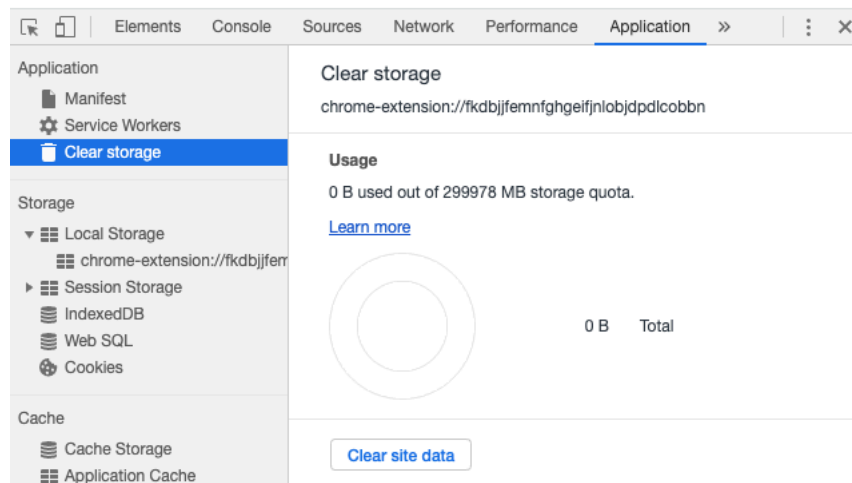 Elements Console Sources Network Performance Application »
Application
Manifest
Service Workers
Clear storage
Storage
Local Storage
chrome-extension://fkdbjjfem
Session Storage
IndexedDB
Web SQL
Cookies
Cache
Cache Storage
Application Cache
Clear storage
chrome-extension://fkdbjjfemnfghgeifjnlobjdpdlcobbn
Usage
0 B used out of 299978 MB storage quota.
Learn more
0 B Total
Clear site data